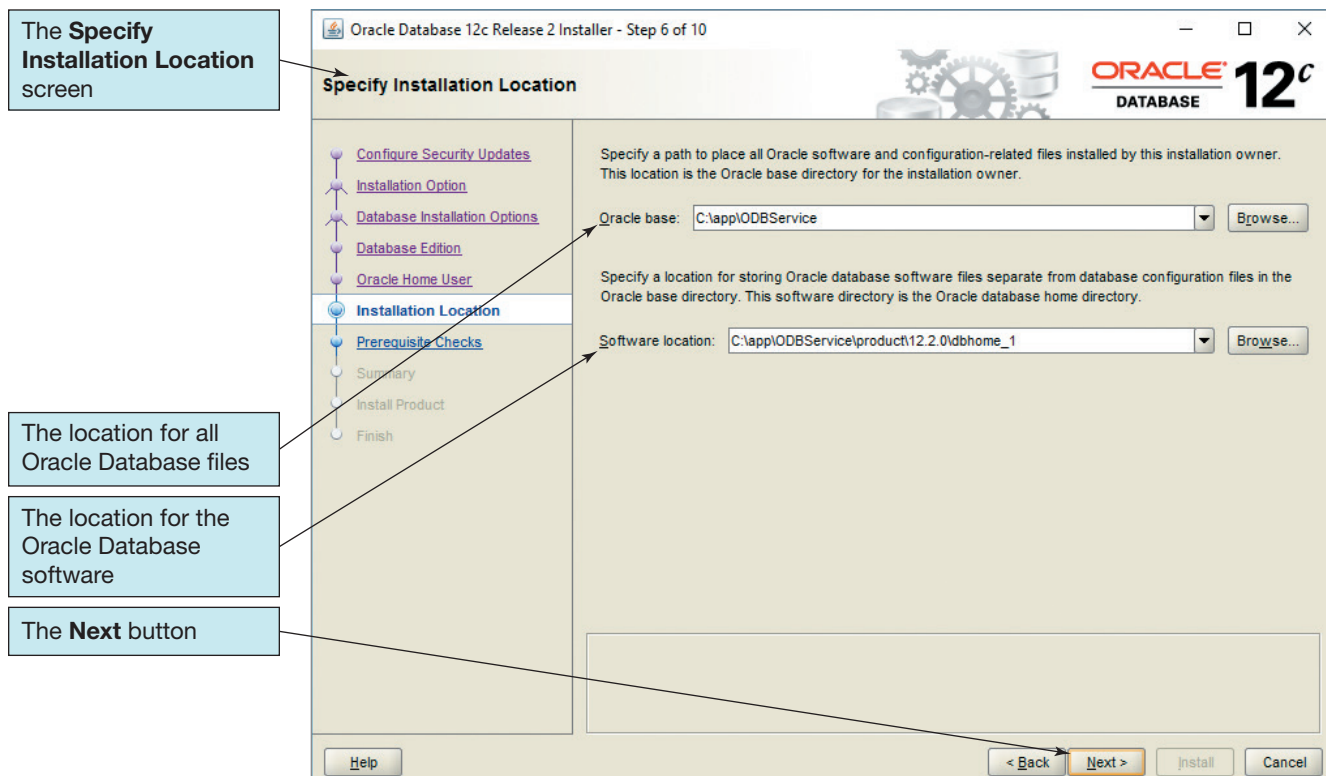 The Specify
Installation Location
screen
Oracle Database 12c Release 2 Installer - Step 6 of 10
Specify Installation Location
ORACLE
DATABASE
12c
Configure Security Updates
Installation Option
Database Installation Options
Database Edition
Oracle Home User
Installation Location
Prerequisite Checks
Summary
Install Product
Finish
Specify a path to place all Oracle software and configuration-related files installed by this installation owner.
This location is the Oracle base directory for the installation owner.
Oracle base: C:\app\ODBService Browse...
Specify a location for storing Oracle database software files separate from database configuration files in the
Oracle base directory. This software directory is the Oracle database home directory.
Software location: C:\app\ODBService\product\12.2.0\dbhome_1 Browse...
The location for all
Oracle Database files
The location for the
Oracle Database
software
The Next button
Help < Back Next > Install Cancel